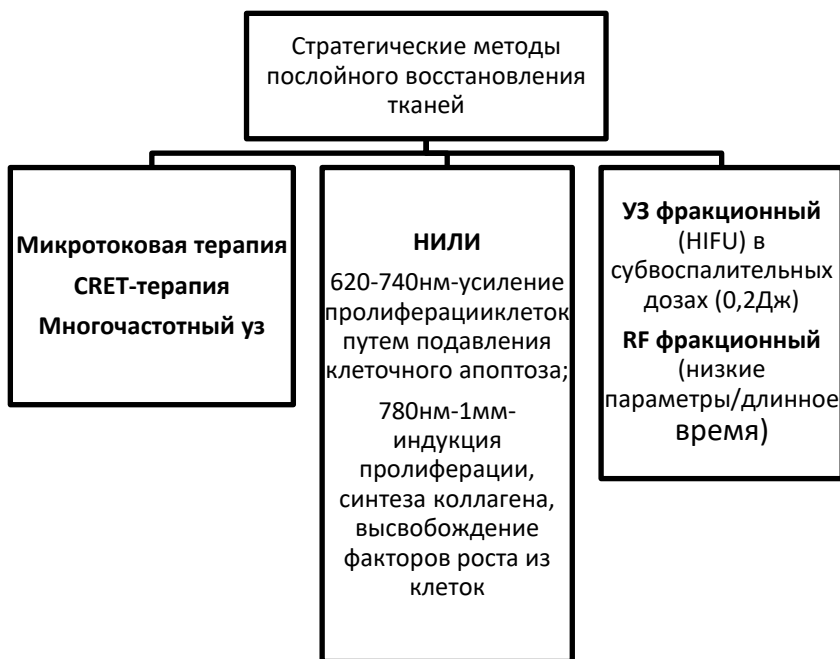 Стратегические методы
послойного восстановления
тканей
Микротоковая терапия
CRET-терапия
Многочастотный уз
НИЛИ
620-740нм-усиление
пролиферацииклеток
путем подавления
клеточного апоптоза;
780нм-1мм-
индукция
пролиферации,
синтеза коллагена,
высвобождение
факторов роста из
клеток
УЗ фракционный
(HIFU) в
субвоспалительных
дозах (0,2Дж)
RF фракционный
(низкие
параметры/длинное
время)